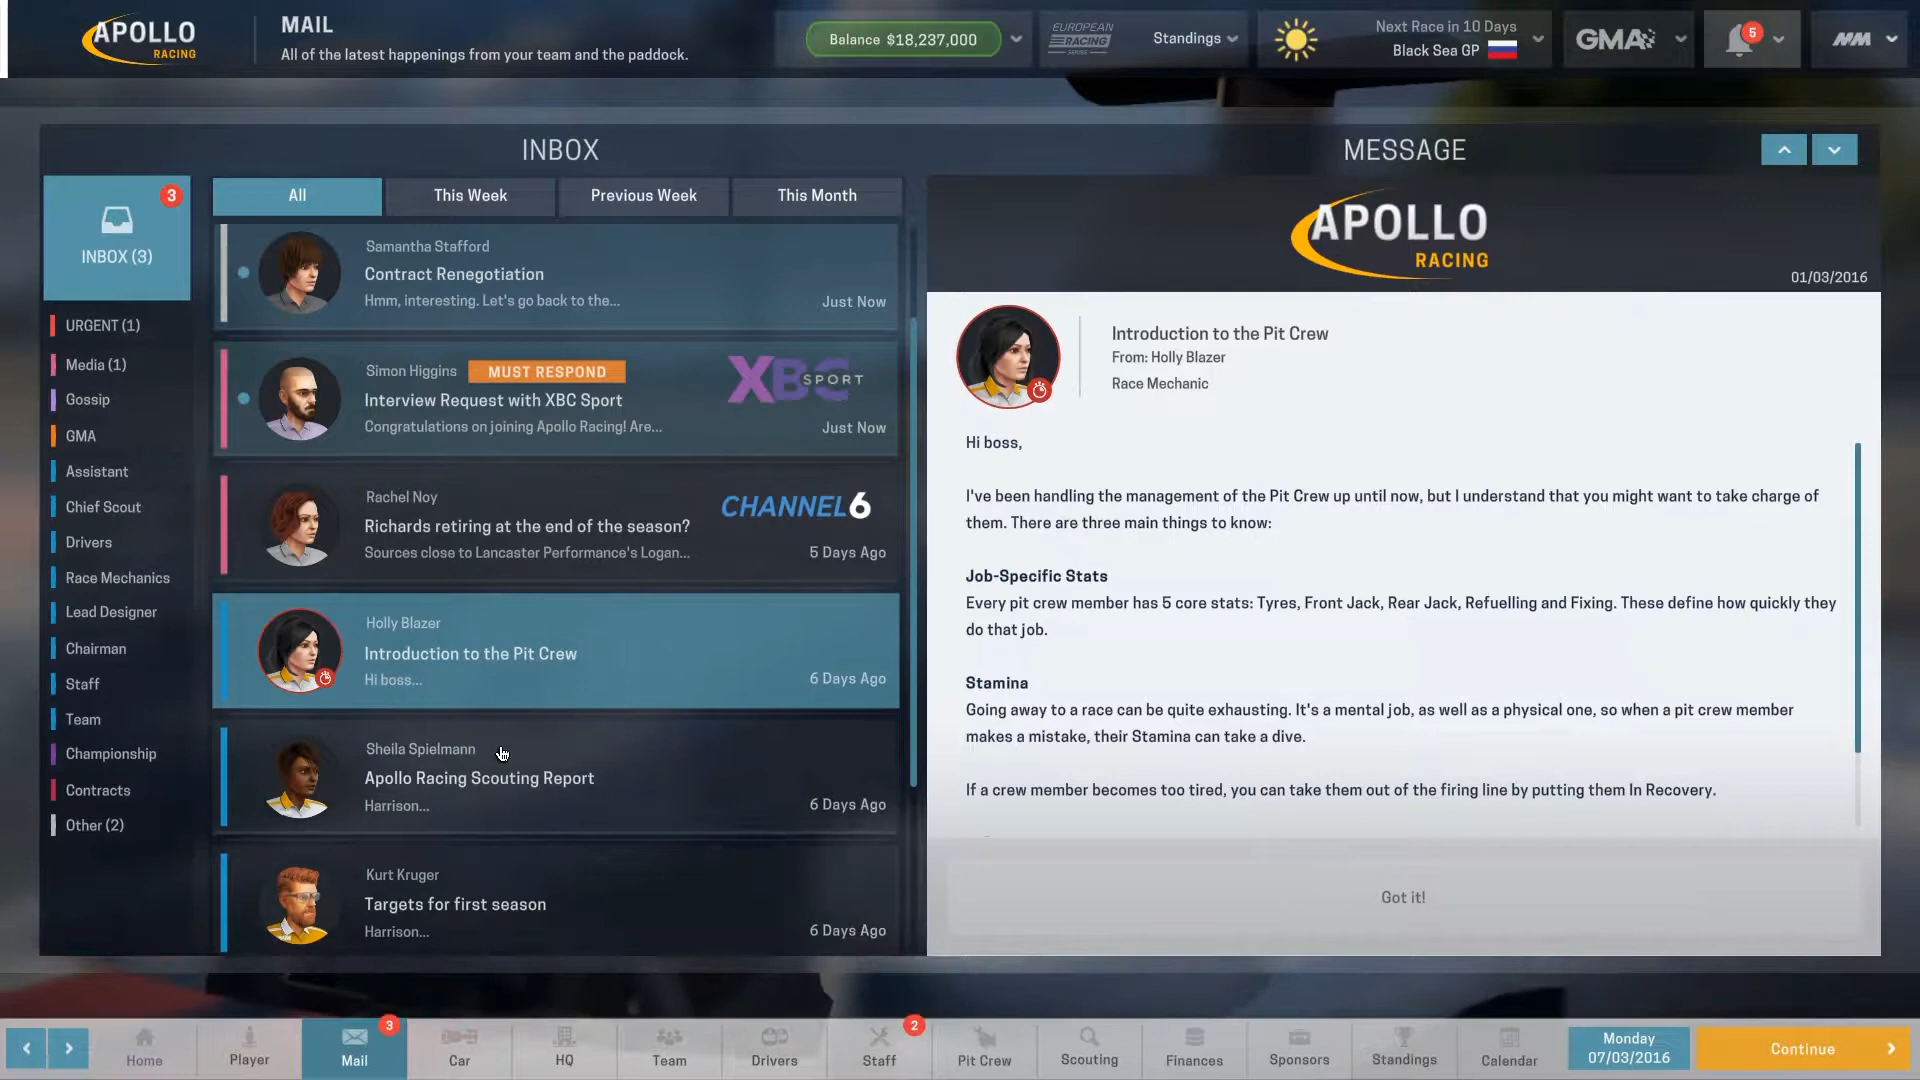 APOLLO
RACING
MAIL
All of the latest happenings from your team and the paddock.
Balance $18,237,000
EUROPEAN
RACING
SERIES
Standings
Next Race in 10 Days
Black Sea GP
GMA
5
MM
INBOX
MESSAGE
3
INBOX (3)
All
This Week
Previous Week
This Month
URGENT (1)
Media (1)
Gossip
GMA
Assistant
Chief Scout
Drivers
Race Mechanics
Lead Designer
Chairman
Staff
Team
Championship
Contracts
Other (2)
Samantha Stafford
Contract Renegotiation
Hmm, interesting. Let's go back to the...
Just Now
Simon Higgins
MUST RESPOND
XBC SPORT
Interview Request with XBC Sport
Congratulations on joining Apollo Racing! Are...
Just Now
Rachel Noy
CHANNEL6
Richards retiring at the end of the season?
Sources close to Lancaster Performance's Logan...
5 Days Ago
Holly Blazer
Introduction to the Pit Crew
Hi boss...
6 Days Ago
Sheila Spielmann
Apollo Racing Scouting Report
Harrison...
6 Days Ago
Kurt Kruger
Targets for first season
Harrison...
6 Days Ago
APOLLO
RACING
01/03/2016
Introduction to the Pit Crew
From: Holly Blazer
Race Mechanic
Hi boss,
I've been handling the management of the Pit Crew up until now, but I understand that you might want to take charge of
them. There are three main things to know:
Job-Specific Stats
Every pit crew member has 5 core stats: Tyres, Front Jack, Rear Jack, Refuelling and Fixing. These define how quickly they
do that job.
Stamina
Going away to a race can be quite exhausting. It's a mental job, as well as a physical one, so when a pit crew member
makes a mistake, their Stamina can take a dive.
If a crew member becomes too tired, you can take them out of the firing line by putting them In Recovery.
Got it!
Home
Player
3
Mail
Car
HQ
Team
Drivers
2
Staff
Pit Crew
Scouting
Finances
Sponsors
Standings
Calendar
Monday
07/03/2016
Continue